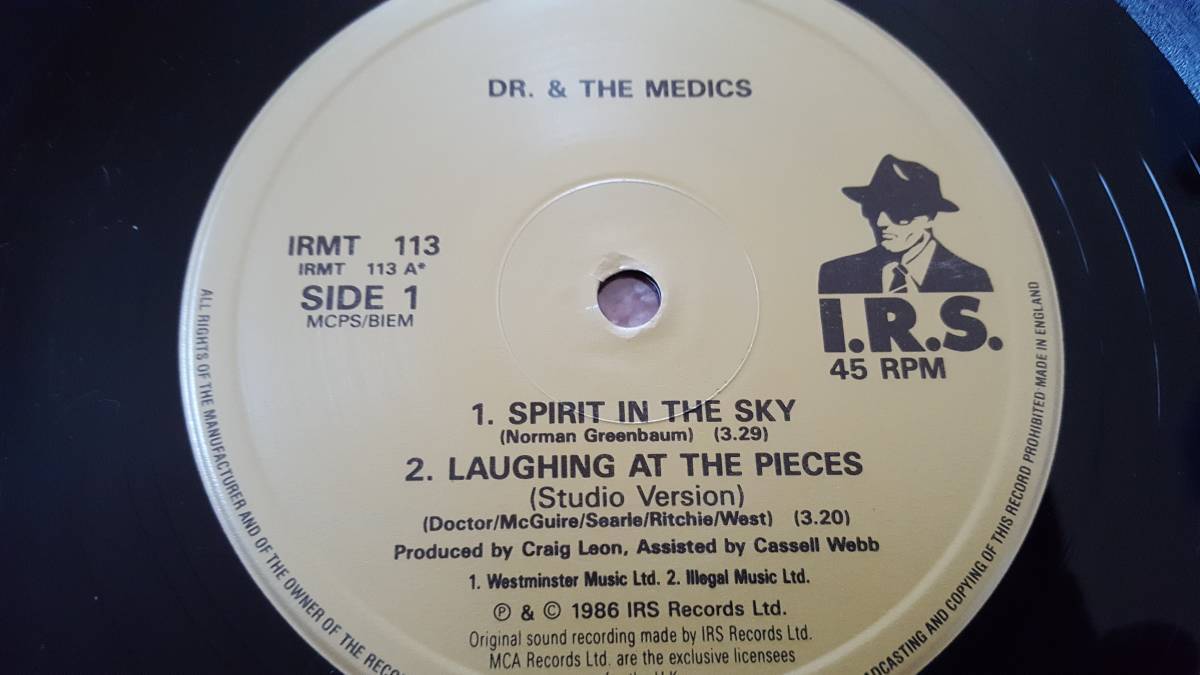 DR. & THE MEDICS
IRMT 113
IRMT 113 A*
SIDE 1
MCPS/BIEM
I.R.S.
45 RPM
1. SPIRIT IN THE SKY
(Norman Greenbaum) (3.29)
2. LAUGHING AT THE PIECES
(Studio Version)
(Doctor/McGuire/Searle/Ritchie/West) (3.20)
Produced by Craig Leon, Assisted by Cassell Webb
1. Westminster Music Ltd. 2. Illegal Music Ltd.
℗ & © 1986 IRS Records Ltd.
Original sound recording made by IRS Records Ltd.
MCA Records Ltd. are the exclusive licensees
ALL RIGHTS OF THE MANUFACTURER AND OF THE OWNER OF THE
AND COPYING OF THIS RECORD PROHIBITED MADE IN ENGLAND